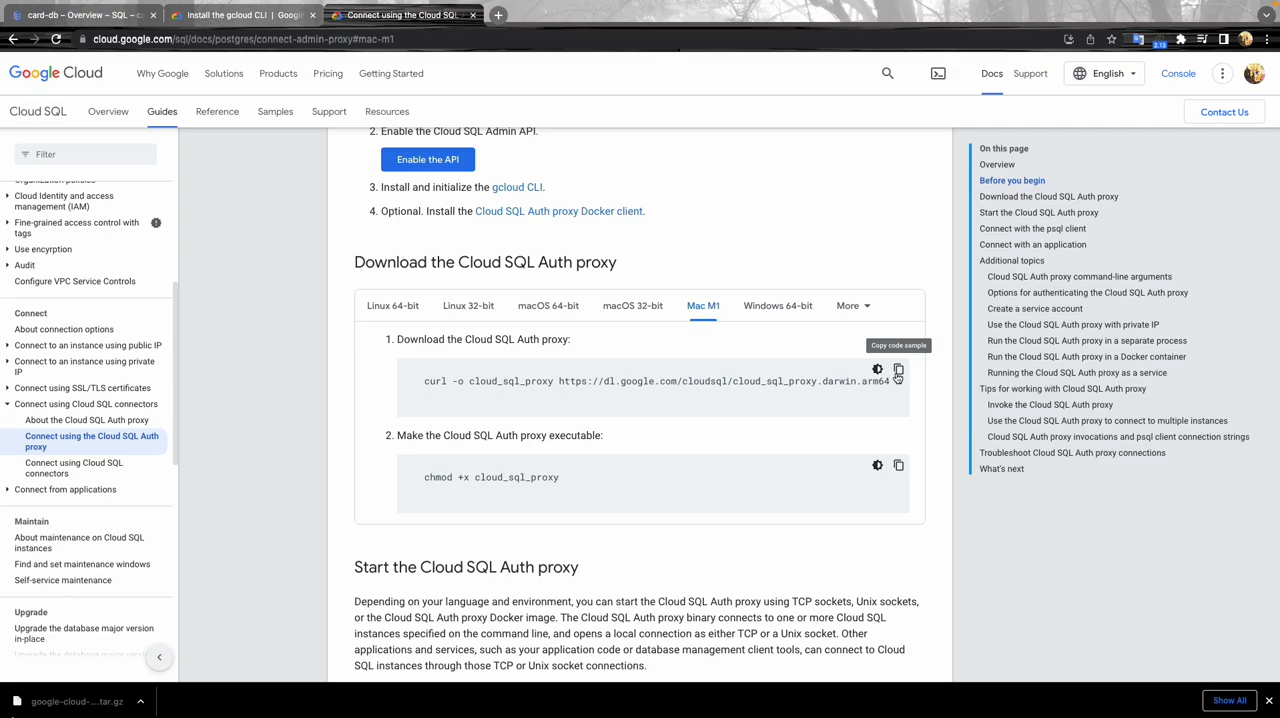 card-db – Overview – SQL – ca
Install the gcloud CLI | Google
Connect using the Cloud SQL A
cloud.google.com/sql/docs/postgres/connect-admin-proxy#mac-m1
2.13
Google Cloud
Why Google
Solutions
Products
Pricing
Getting Started
Docs
Support
English
Console
Cloud SQL
Overview
Guides
Reference
Samples
Support
Resources
Contact Us
Filter
Organization policies
Cloud Identity and access
management (IAM)
Fine-grained access control with
tags
Use encryption
Audit
Configure VPC Service Controls
Connect
About connection options
Connect to an instance using public IP
Connect to an instance using private
IP
Connect using SSL/TLS certificates
Connect using Cloud SQL connectors
About the Cloud SQL Auth proxy
Connect using the Cloud SQL Auth
proxy
Connect using Cloud SQL
connectors
Connect from applications
Maintain
About maintenance on Cloud SQL
instances
Find and set maintenance windows
Self-service maintenance
Upgrade
Upgrade the database major version
in-place
Upgrade the database major version
2. Enable the Cloud SQL Admin API.
Enable the API
3. Install and initialize the gcloud CLI.
4. Optional. Install the Cloud SQL Auth proxy Docker client.
Download the Cloud SQL Auth proxy
Linux 64-bit
Linux 32-bit
macOS 64-bit
macOS 32-bit
Mac M1
Windows 64-bit
More
1. Download the Cloud SQL Auth proxy:
Copy code sample
curl -o cloud_sql_proxy https://dl.google.com/cloudsql/cloud_sql_proxy.darwin.arm64
2. Make the Cloud SQL Auth proxy executable:
chmod +x cloud_sql_proxy
Start the Cloud SQL Auth proxy
Depending on your language and environment, you can start the Cloud SQL Auth proxy using TCP sockets, Unix sockets,
or the Cloud SQL Auth proxy Docker image. The Cloud SQL Auth proxy binary connects to one or more Cloud SQL
instances specified on the command line, and opens a local connection as either TCP or a Unix socket. Other
applications and services, such as your application code or database management client tools, can connect to Cloud
SQL instances through those TCP or Unix socket connections.
On this page
Overview
Before you begin
Download the Cloud SQL Auth proxy
Start the Cloud SQL Auth proxy
Connect with the psql client
Connect with an application
Additional topics
Cloud SQL Auth proxy command-line arguments
Options for authenticating the Cloud SQL Auth proxy
Create a service account
Use the Cloud SQL Auth proxy with private IP
Run the Cloud SQL Auth proxy in a separate process
Run the Cloud SQL Auth proxy in a Docker container
Running the Cloud SQL Auth proxy as a service
Tips for working with Cloud SQL Auth proxy
Invoke the Cloud SQL Auth proxy
Use the Cloud SQL Auth proxy to connect to multiple instances
Cloud SQL Auth proxy invocations and psql client connection strings
Troubleshoot Cloud SQL Auth proxy connections
What's next
google-cloud-....tar.gz
Show All